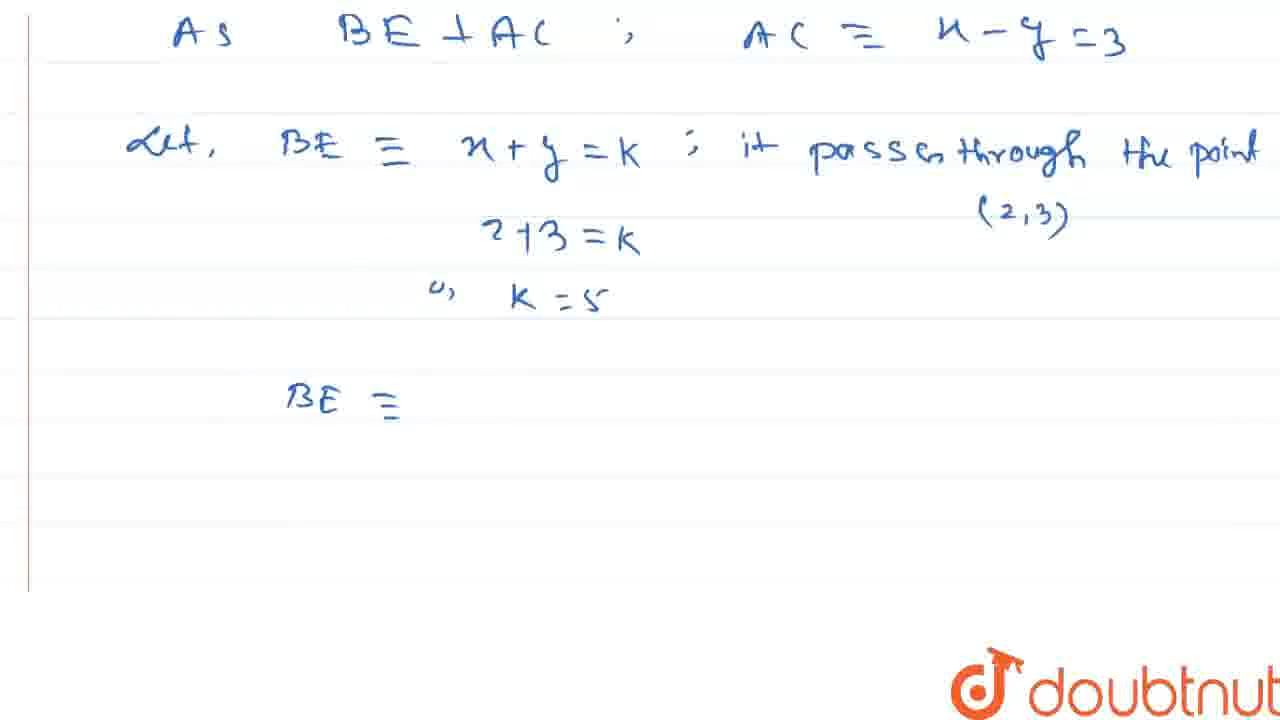 As BE ⊥ AC ; AC ≡ x - y = 3
Let, BE ≡ x + y = k ; it passes through the point
(2,3)
2+3 = k
k = 5
BE ≡
doubtnut